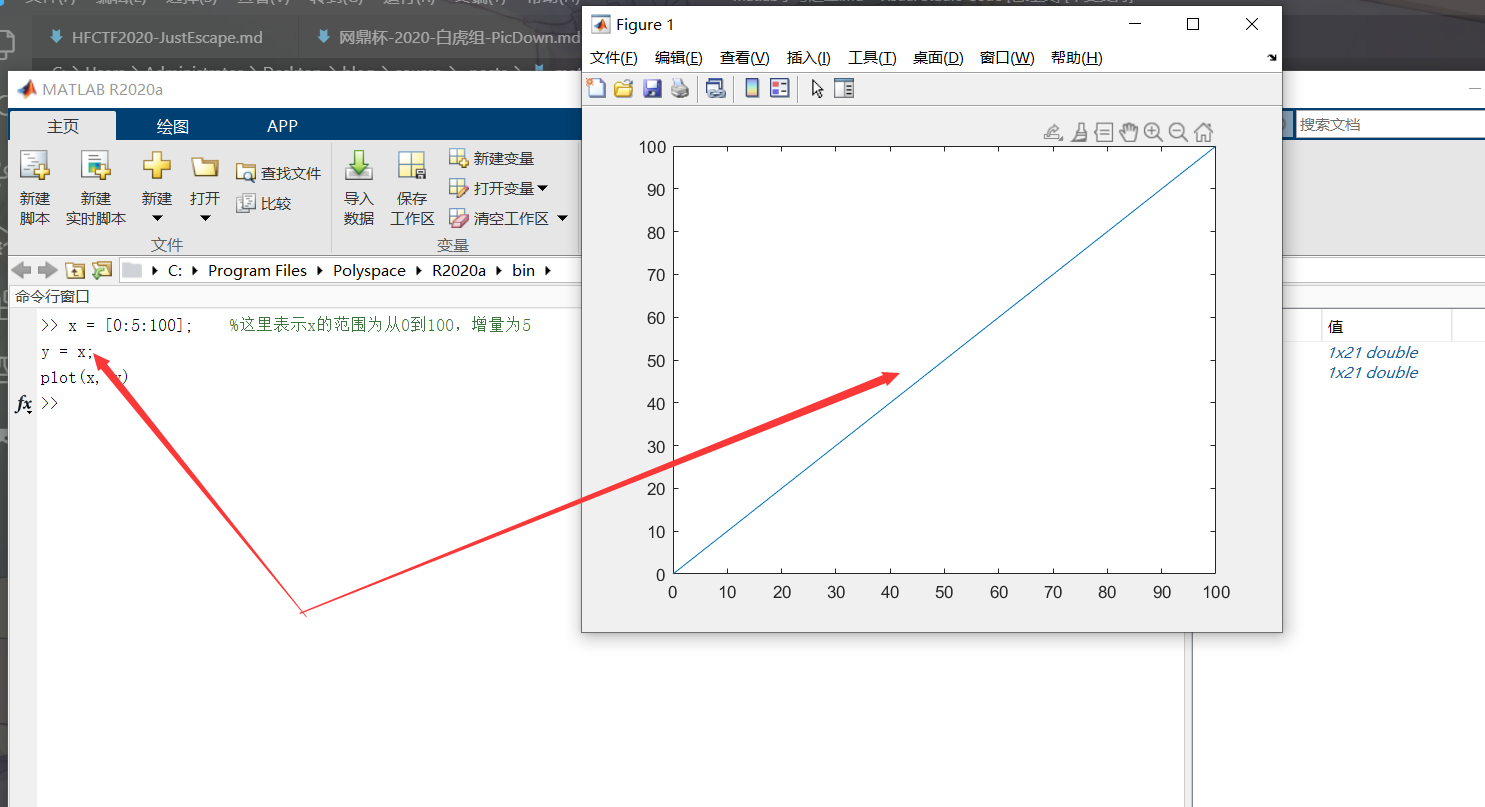 HFCTF2020-JustEscape.md
网鼎杯-2020-白虎组-PicDown.md
MATLAB R2020a
主页
绘图
APP
新建
脚本
新建
实时脚本
新建
打开
查找文件
比较
导入
数据
保存
工作区
新建变量
打开变量
清空工作区
文件
变量
C:
Program Files
Polyspace
R2020a
bin
命令行窗口
>> x = [0:5:100]; %这里表示x的范围为从0到100，增量为5
y = x;
plot(x, y)
fx >>
Figure 1
文件(F) 编辑(E) 查看(V) 插入(I) 工具(T) 桌面(D) 窗口(W) 帮助(H)
100
90
80
70
60
50
40
30
20
10
0
0 10 20 30 40 50 60 70 80 90 100
搜索文档
值
1x21 double
1x21 double